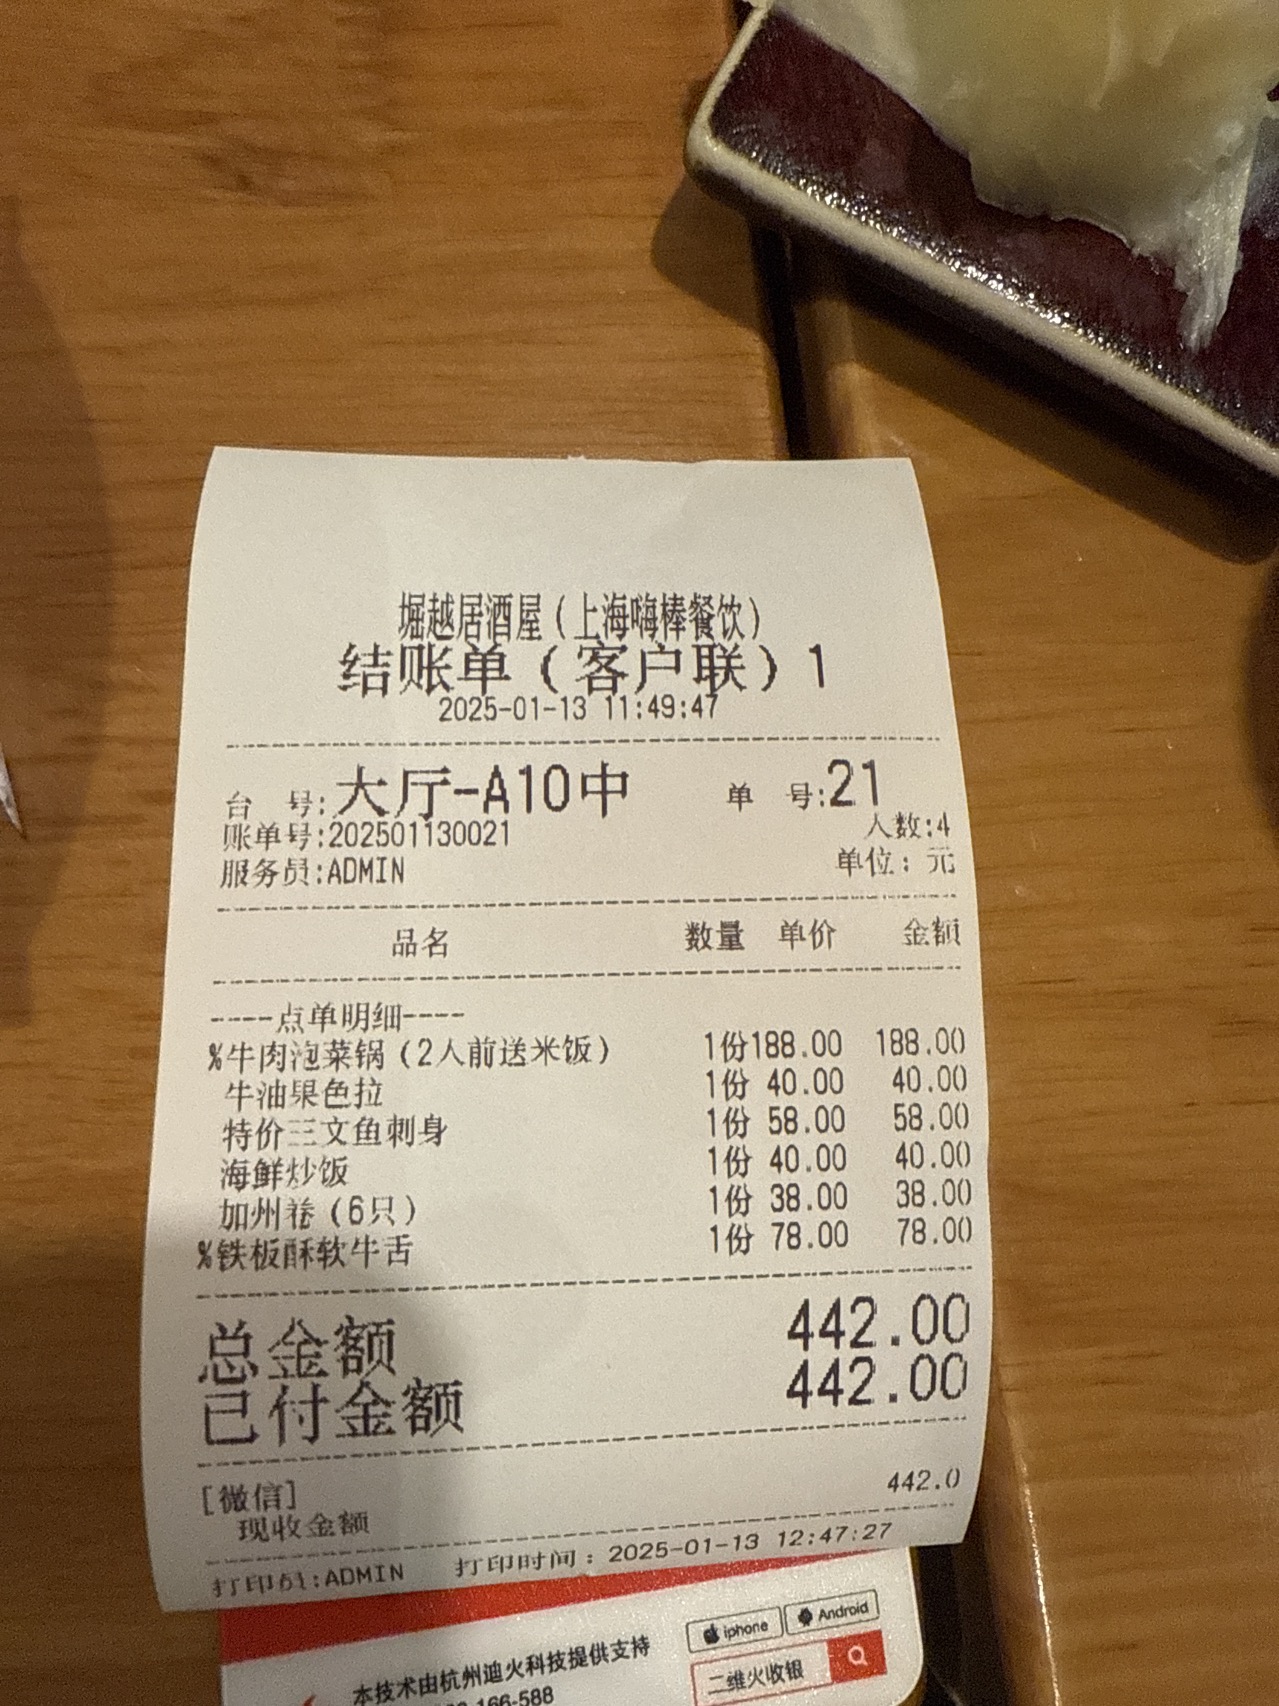 堀越居酒屋（上海嗨棒餐饮）
结账单（客户联）1
2025-01-13 11:49:47
台 号:大厅-A10中 单 号:21
人数:4
账单号:202501130021
服务员:ADMIN 单位：元
品名 数量 单价 金额
----点单明细----
%牛肉泡菜锅（2人前送米饭） 1份188.00 188.00
牛油果色拉 1份 40.00 40.00
特价三文鱼刺身 1份 58.00 58.00
海鲜炒饭 1份 40.00 40.00
加州卷（6只） 1份 38.00 38.00
%铁板酥软牛舌 1份 78.00 78.00
总金额 442.00
已付金额 442.00
[微信] 442.0
现收金额
打印员:ADMIN 打印时间：2025-01-13 12:47:27
iphone Android
本技术由杭州迪火科技提供支持
二维火收银
166-588